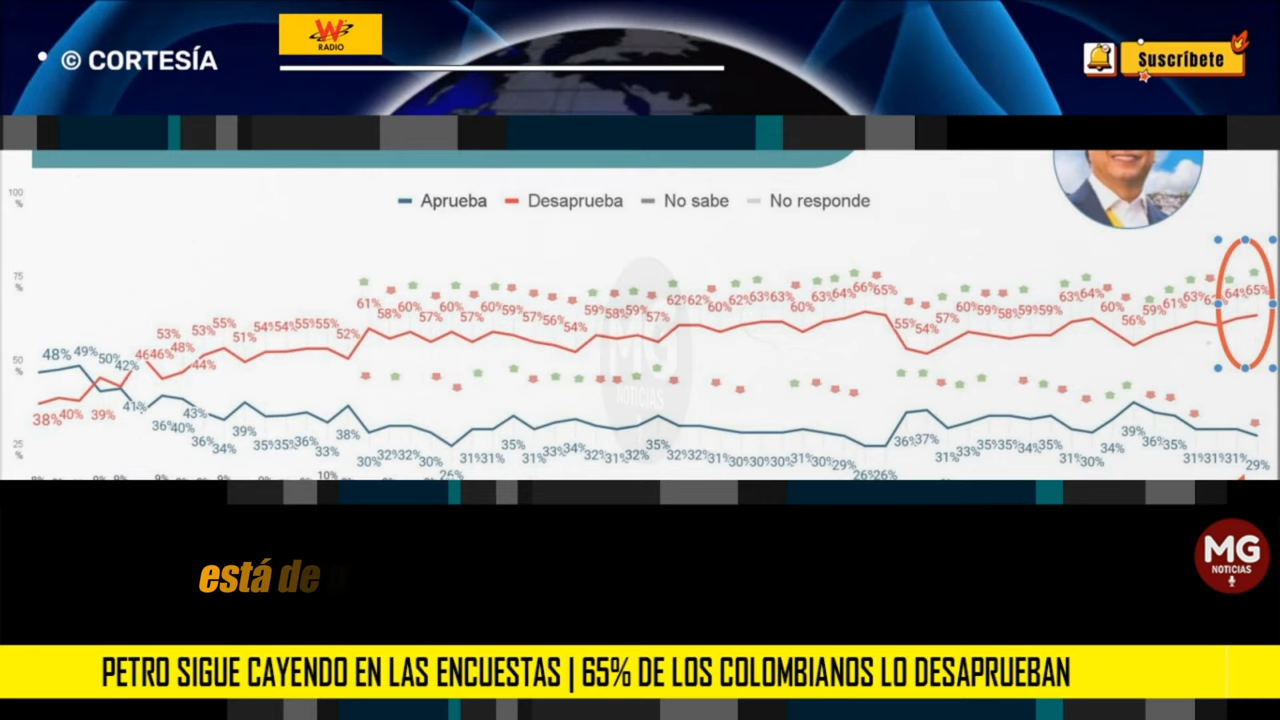 © CORTESÍA
W
RADIO
Suscríbete
Aprueba Desaprueba No sabe No responde
100
%
75
%
50
%
25
%
61% 58% 60% 57% 60% 57% 60% 59% 57% 56% 54% 59% 58% 59% 57% 62% 62% 60% 62% 63% 63% 60% 63% 64% 66% 65% 55% 54% 57% 60% 59% 58% 59% 59% 63% 64% 60% 56% 59% 61% 63% 64% 65%
53% 53% 55% 51% 54% 54% 55% 55% 52%
48% 49% 50% 42% 46% 46% 48% 44%
38% 40% 39% 41% 36% 40% 43% 36% 34% 39% 35% 35% 36% 33% 38%
30% 32% 32% 30% 26% 31% 31% 35% 31% 33% 34% 32% 31% 32% 35% 32% 32% 31% 30% 30% 30% 31% 30% 29% 26% 26% 36% 37% 31% 33% 35% 35% 34% 35% 31% 30% 34% 39% 36% 35% 31% 31% 31% 29%
10%
MG
NOTICIAS
está de
MG
NOTICIAS
PETRO SIGUE CAYENDO EN LAS ENCUESTAS | 65% DE LOS COLOMBIANOS LO DESAPRUEBAN